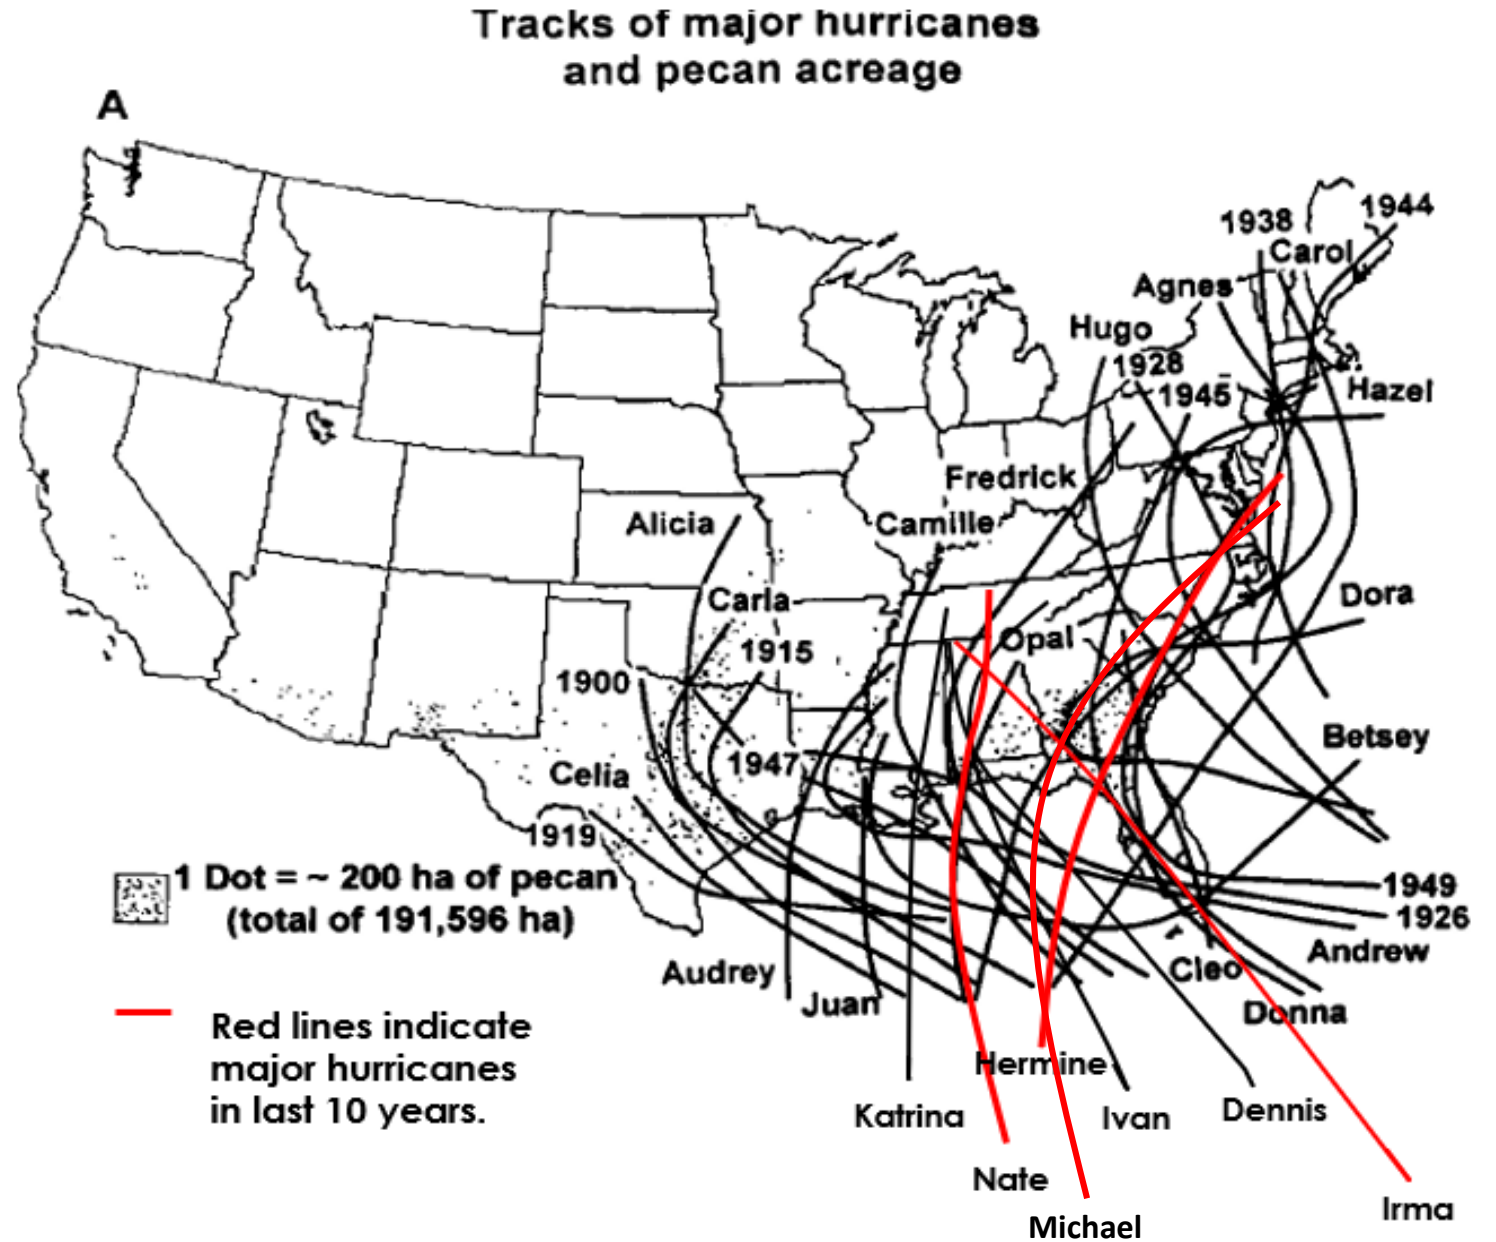 Tracks of major hurricanes
and pecan acreage
A
1938
1944
Carol
Agnes
Hugo
1928
1945
Hazel
Fredrick
Alicia
Camille
Carla
Dora
1915
Opal
1900
Betsey
1947
Celia
1919
1 Dot = ~ 200 ha of pecan
(total of 191,596 ha)
1949
1926
Andrew
Audrey
Cleo
Juan
Donna
Red lines indicate
major hurricanes
in last 10 years.
Hermine
Katrina
Ivan
Dennis
Nate
Irma
Michael